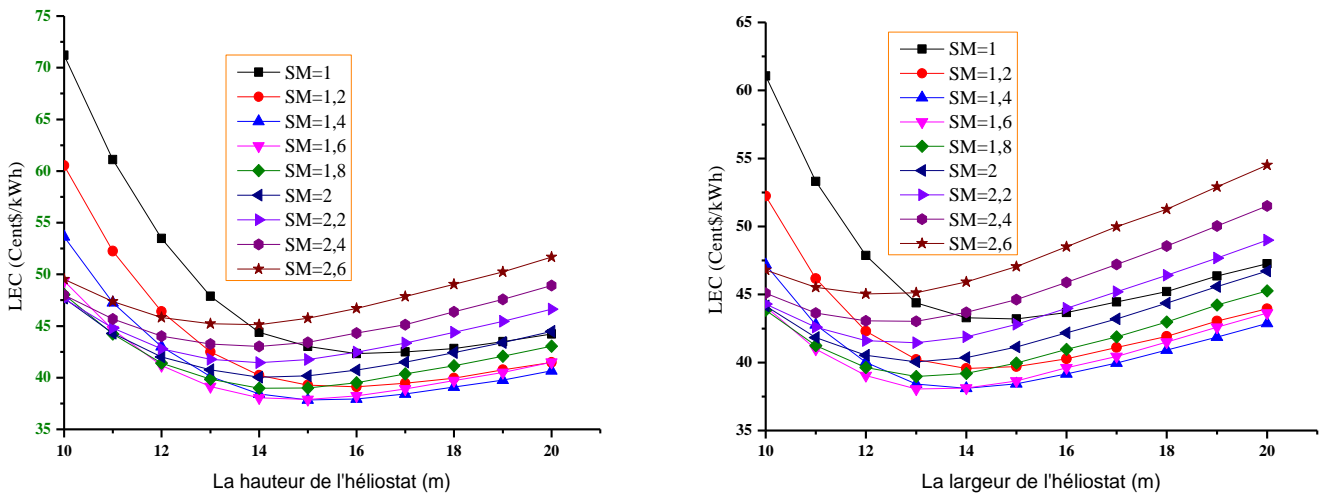 75
70
65
60
55
50
45
40
35
10
12
14
16
18
20
LEC (Cent$/kWh)
La hauteur de l'héliostat (m)
SM=1
SM=1,2
SM=1,4
SM=1,6
SM=1,8
SM=2
SM=2,2
SM=2,4
SM=2,6
65
60
55
50
45
40
35
10
12
14
16
18
20
LEC (Cent$/kWh)
La largeur de l'héliostat (m)
SM=1
SM=1,2
SM=1,4
SM=1,6
SM=1,8
SM=2
SM=2,2
SM=2,4
SM=2,6